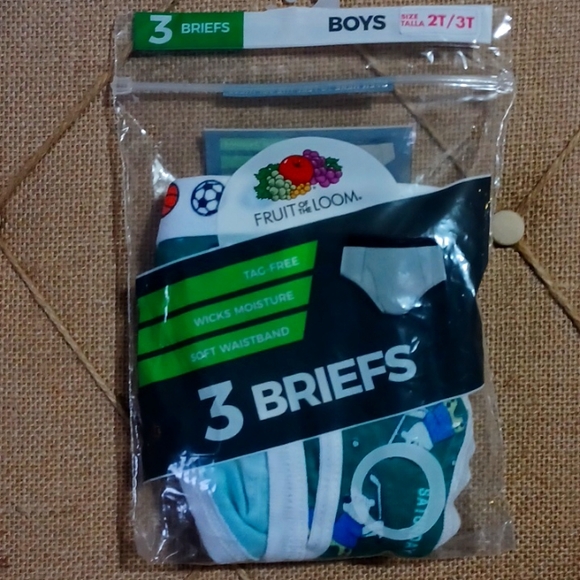 3 BRIEFS BOYS SIZE TALLA 2T/3T
FRUIT OF THE LOOM
TAG FREE
WICKS MOISTURE
SOFT WAISTBAND
3 BRIEFS